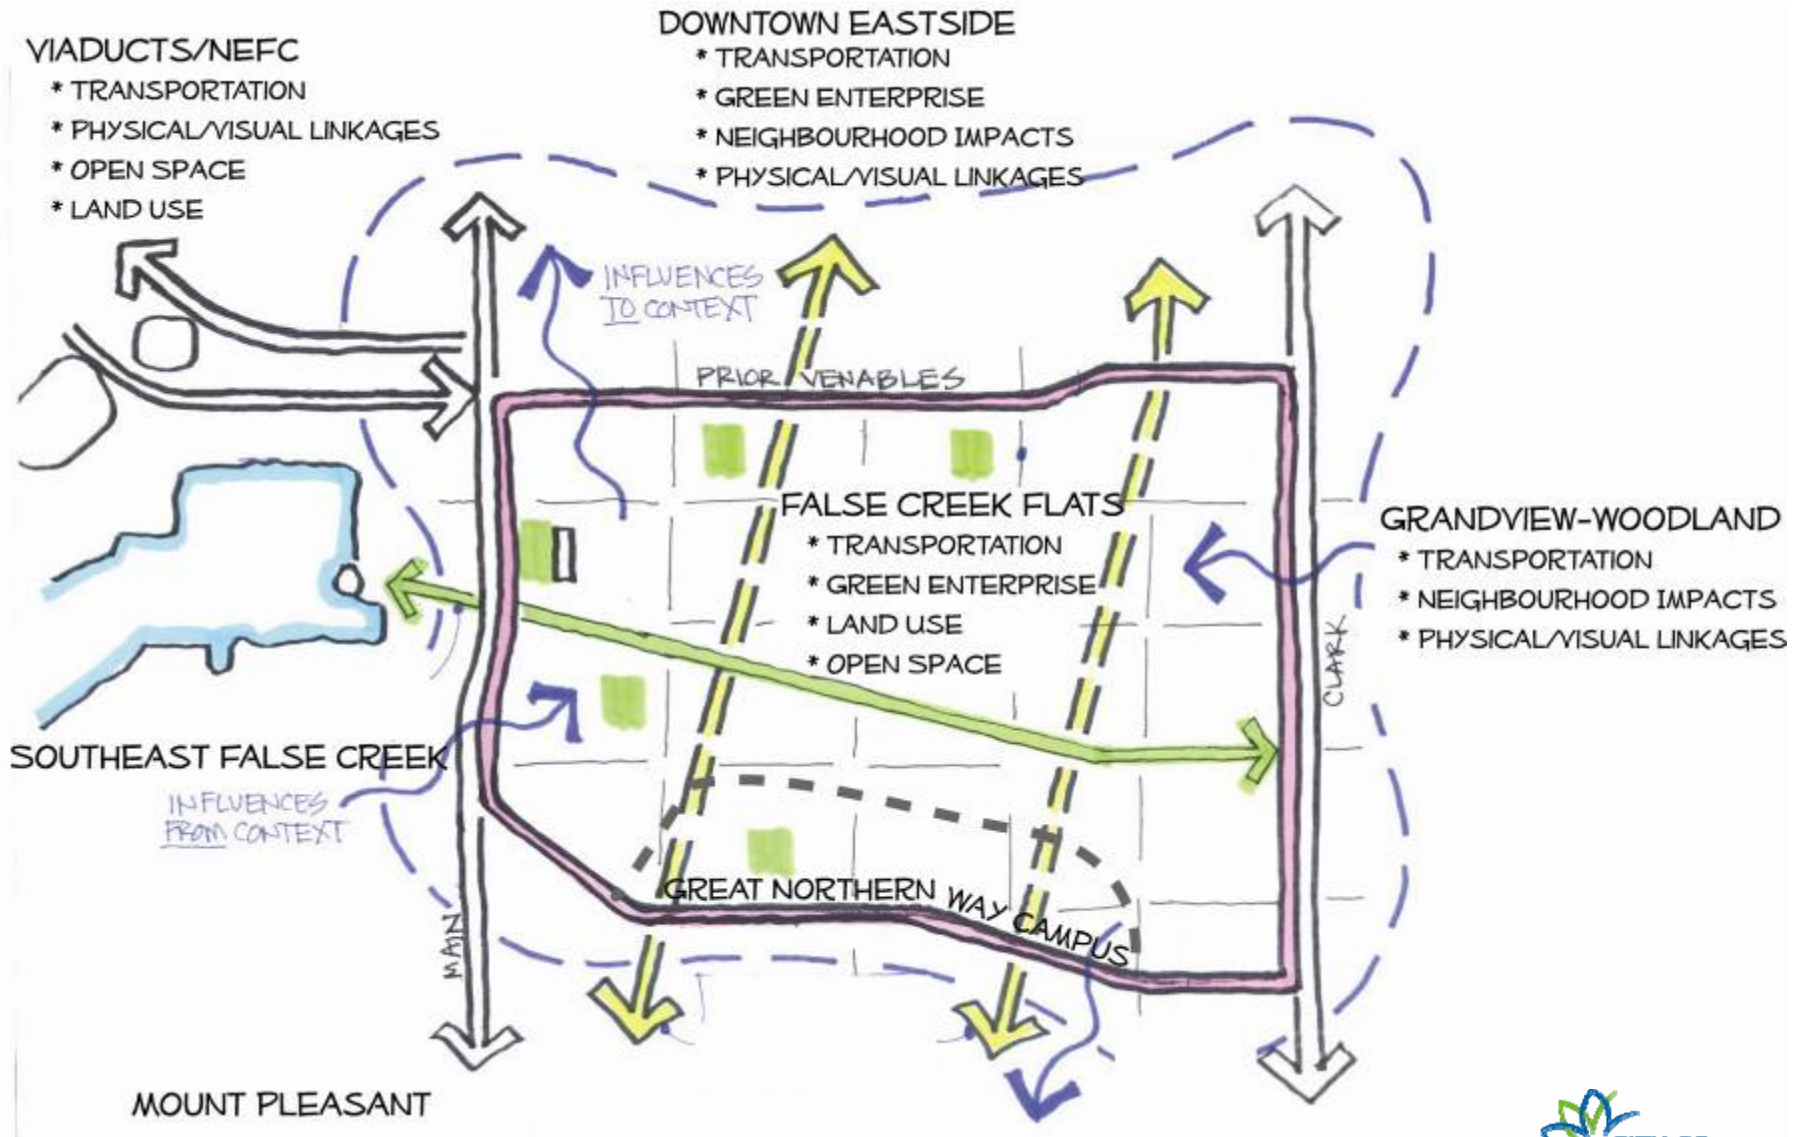 VIADUCTS/NEFC
* TRANSPORTATION
* PHYSICAL/VISUAL LINKAGES
* OPEN SPACE
* LAND USE
DOWNTOWN EASTSIDE
* TRANSPORTATION
* GREEN ENTERPRISE
* NEIGHBOURHOOD IMPACTS
* PHYSICAL/VISUAL LINKAGES
INFLUENCES
TO CONTEXT
PRIOR / VENABLES
FALSE CREEK FLATS
* TRANSPORTATION
* GREEN ENTERPRISE
* LAND USE
* OPEN SPACE
GRANDVIEW-WOODLAND
* TRANSPORTATION
* NEIGHBOURHOOD IMPACTS
* PHYSICAL/VISUAL LINKAGES
CLARK
SOUTHEAST FALSE CREEK
INFLUENCES
FROM CONTEXT
GREAT NORTHERN WAY CAMPUS
MAIN
MOUNT PLEASANT